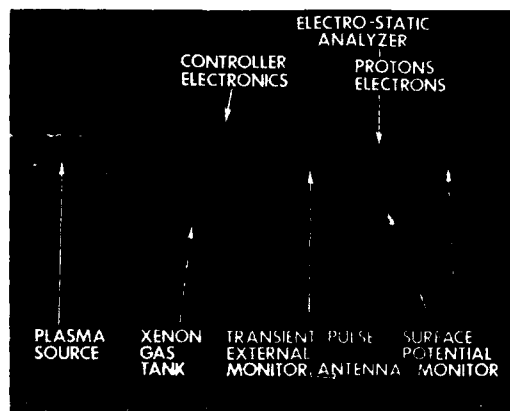 ELECTRO-STATIC
ANALYZER
CONTROLLER
ELECTRONICS
PROTONS
ELECTRONS
PLASMA
SOURCE
XENON
GAS
TANK
TRANSIENT PULSE
EXTERNAL
MONITOR ANTENNA
SURFACE
POTENTIAL
MONITOR